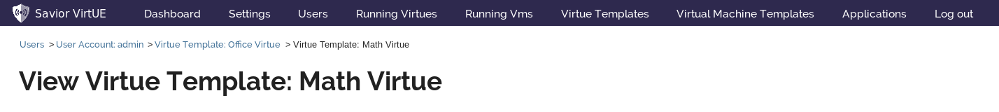 Savior VirtUE Dashboard Settings Users Running Virtues Running Vms Virtue Templates Virtual Machine Templates Applications Log out
Users > User Account: admin > Virtue Template: Office Virtue > Virtue Template: Math Virtue
View Virtue Template: Math Virtue